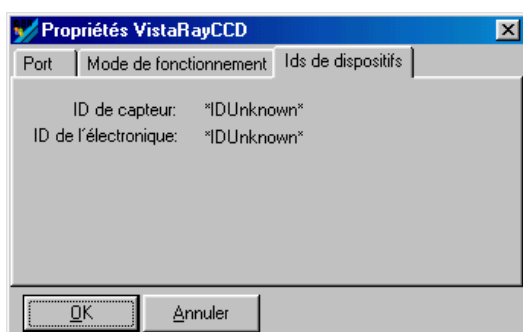 Propriétés VistaRayCCD
Port Mode de fonctionnement Ids de dispositifs
ID de capteur: *IDUnknown*
ID de l'électronique: *IDUnknown*
OK Annuler